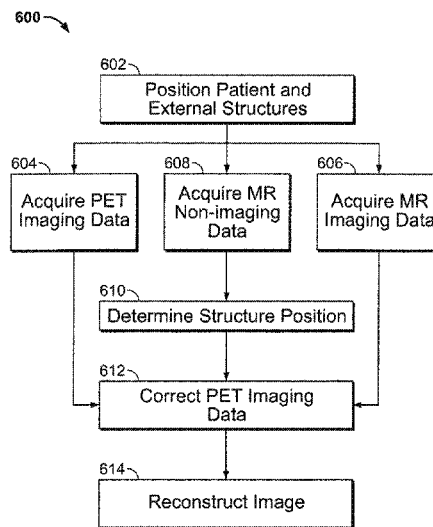 600
602
Position Patient and
External Structures
604
Acquire PET
Imaging Data
608
Acquire MR
Non-imaging
Data
606
Acquire MR
Imaging Data
610
Determine Structure Position
612
Correct PET Imaging
Data
614
Reconstruct Image